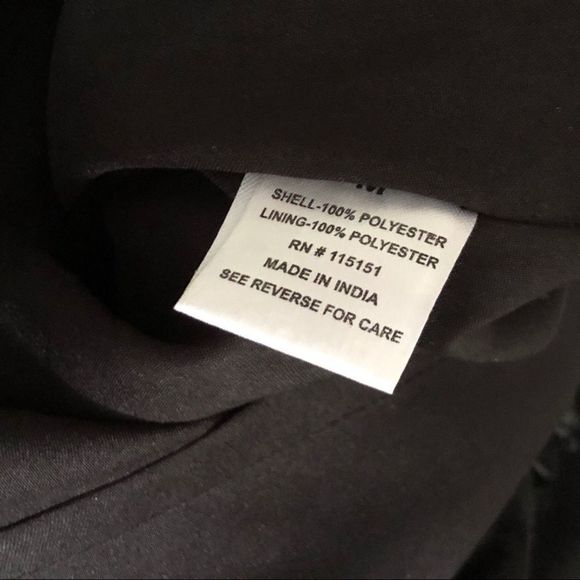 M
SHELL-100% POLYESTER
LINING-100% POLYESTER
RN # 115151
MADE IN INDIA
SEE REVERSE FOR CARE